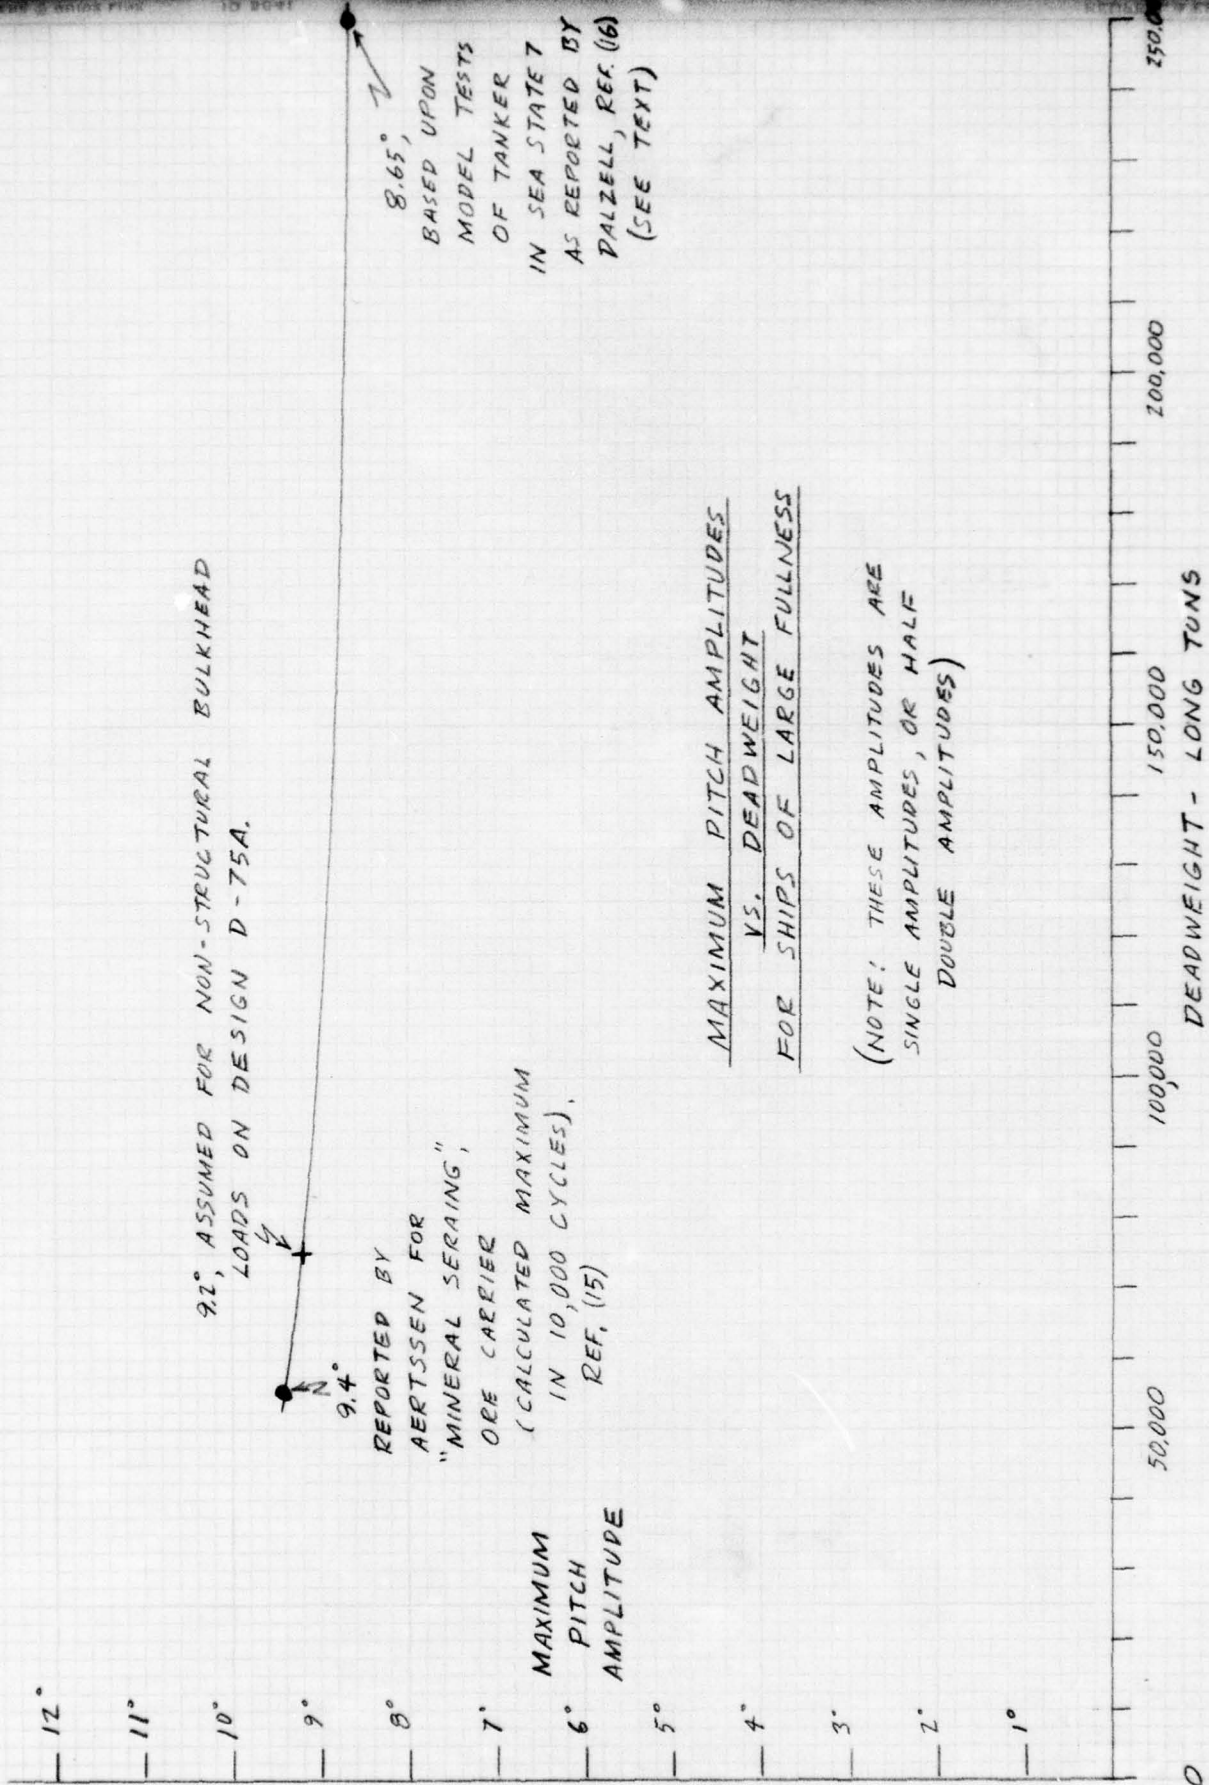 12°
11°
10°
9°
8°
7°
6°
5°
4°
3°
2°
1°
0
MAXIMUM
PITCH
AMPLITUDE
9.2°, ASSUMED FOR NON-STRUCTURAL BULKHEAD
LOADS ON DESIGN D-75A.
9.4°
REPORTED BY
AERTSSEN FOR
"MINERAL SERAING",
ORE CARRIER
(CALCULATED MAXIMUM
IN 10,000 CYCLES).
REF. (15)
8.65°,
BASED UPON
MODEL TESTS
OF TANKER
IN SEA STATE 7
AS REPORTED BY
DALZELL, REF. (16)
(SEE TEXT)
MAXIMUM PITCH AMPLITUDES
VS. DEADWEIGHT
FOR SHIPS OF LARGE FULLNESS
(NOTE: THESE AMPLITUDES ARE
SINGLE AMPLITUDES, OR HALF
DOUBLE AMPLITUDES)
50,000
100,000
150,000
200,000
250,0
DEADWEIGHT - LONG TONS